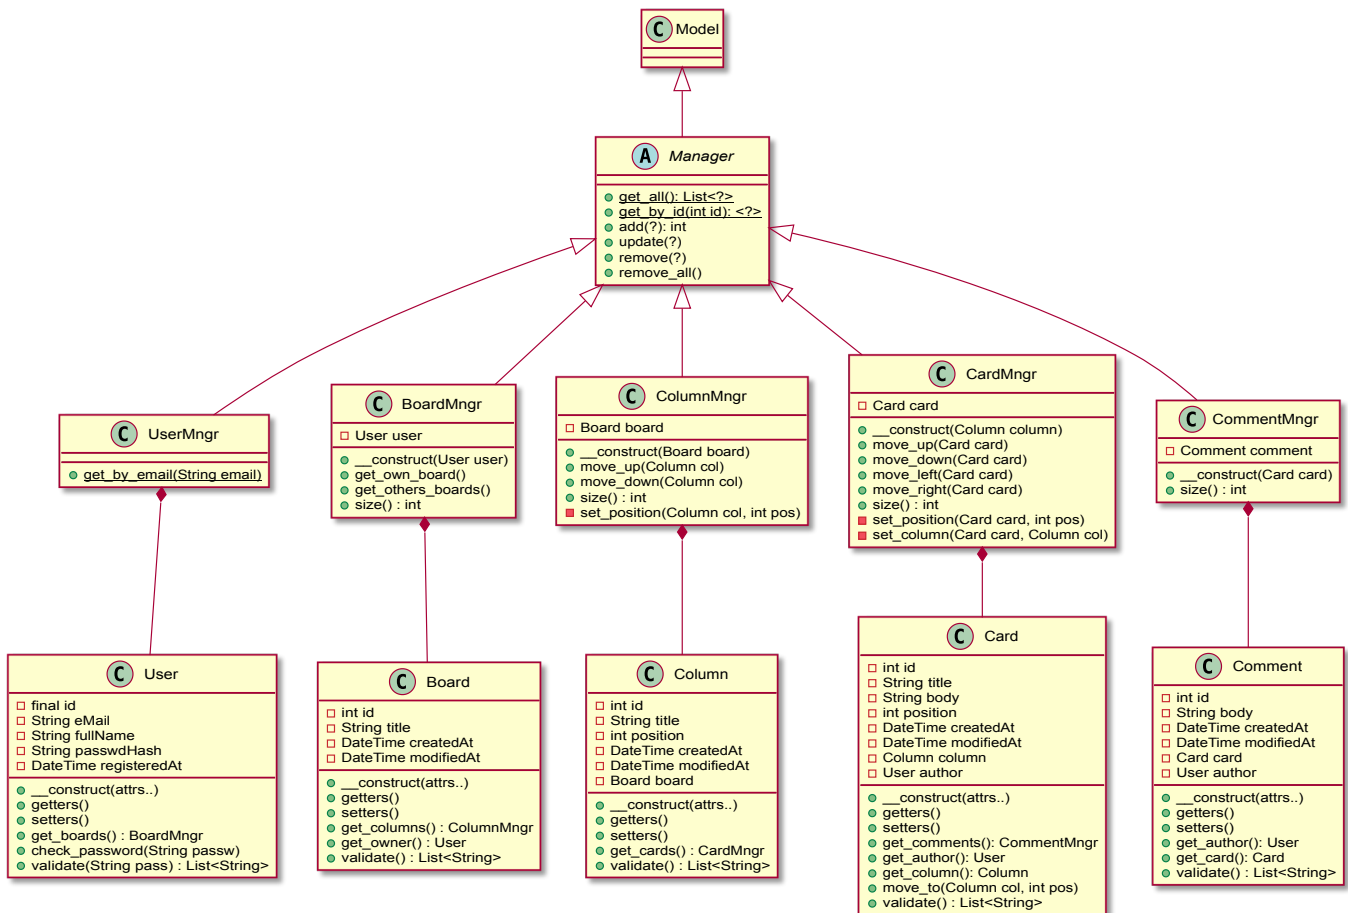 C Model
A Manager
get_all(): List<?>
get_by_id(int id): <?>
add(?): int
update(?)
remove(?)
remove_all()
C UserMngr
get_by_email(String email)
C BoardMngr
User user
__construct(User user)
get_own_board()
get_others_boards()
size() : int
C ColumnMngr
Board board
__construct(Board board)
move_up(Column col)
move_down(Column col)
size() : int
set_position(Column col, int pos)
C CardMngr
Card card
__construct(Column column)
move_up(Card card)
move_down(Card card)
move_left(Card card)
move_right(Card card)
size() : int
set_position(Card card, int pos)
set_column(Card card, Column col)
C CommentMngr
Comment comment
__construct(Card card)
size() : int
C User
final id
String eMail
String fullName
String passwdHash
DateTime registeredAt
__construct(attrs..)
getters()
setters()
get_boards() : BoardMngr
check_password(String passw)
validate(String pass) : List<String>
C Board
int id
String title
DateTime createdAt
DateTime modifiedAt
__construct(attrs..)
getters()
setters()
get_columns() : ColumnMngr
get_owner() : User
validate() : List<String>
C Column
int id
String title
int position
DateTime createdAt
DateTime modifiedAt
Board board
__construct(attrs..)
getters()
setters()
get_cards() : CardMngr
validate() : List<String>
C Card
int id
String title
String body
int position
DateTime createdAt
DateTime modifiedAt
Column column
User author
__construct(attrs..)
getters()
setters()
get_comments(): CommentMngr
get_author(): User
get_column(): Column
move_to(Column col, int pos)
validate() : List<String>
C Comment
int id
String body
DateTime createdAt
DateTime modifiedAt
Card card
User author
__construct(attrs..)
getters()
setters()
get_author(): User
get_card(): Card
validate() : List<String>